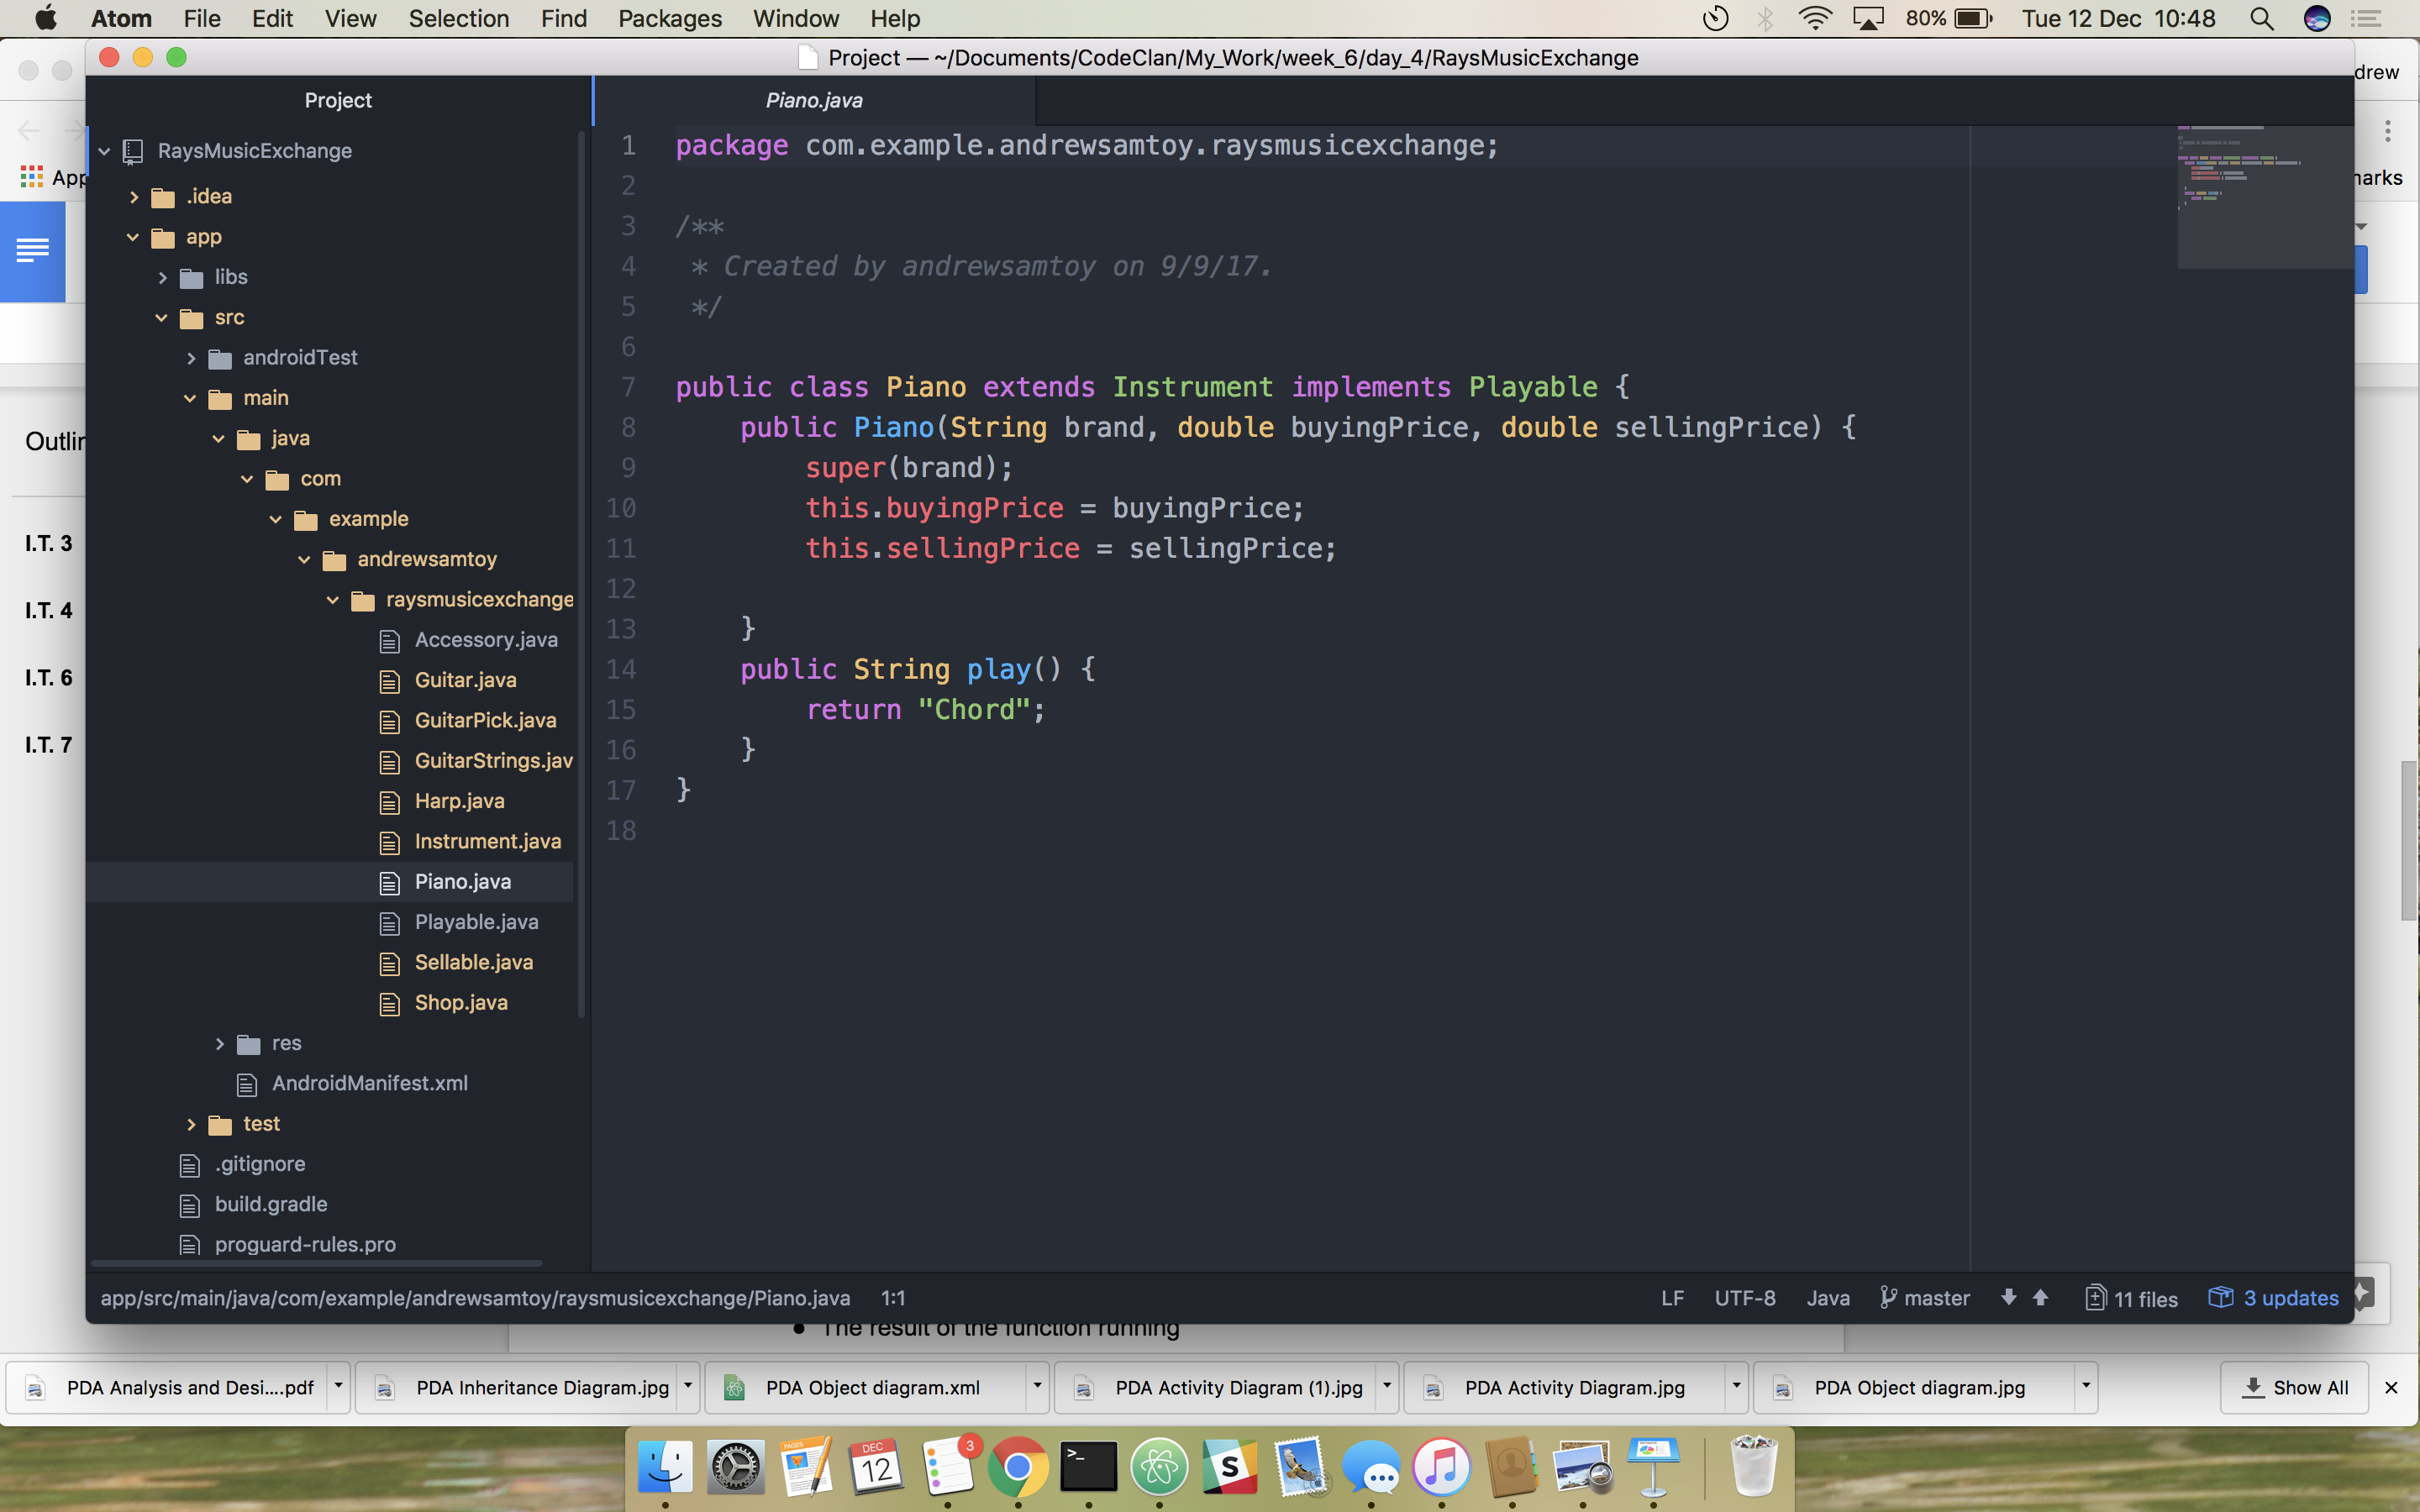 Atom File Edit View Selection Find Packages Window Help 80% Tue 12 Dec 10:48
Project — ~/Documents/CodeClan/My_Work/week_6/day_4/RaysMusicExchange
drew
Project
Piano.java
App
marks
Outlin
I.T. 3
I.T. 4
I.T. 6
I.T. 7
RaysMusicExchange
.idea
app
libs
src
androidTest
main
java
com
example
andrewsamtoy
raysmusicexchange
Accessory.java
Guitar.java
GuitarPick.java
GuitarStrings.jav
Harp.java
Instrument.java
Piano.java
Playable.java
Sellable.java
Shop.java
res
AndroidManifest.xml
test
.gitignore
build.gradle
proguard-rules.pro
1 package com.example.andrewsamtoy.raysmusicexchange;
2
3 /**
4 * Created by andrewsamtoy on 9/9/17.
5 */
6
7 public class Piano extends Instrument implements Playable {
8 public Piano(String brand, double buyingPrice, double sellingPrice) {
9 super(brand);
10 this.buyingPrice = buyingPrice;
11 this.sellingPrice = sellingPrice;
12
13 }
14 public String play() {
15 return "Chord";
16 }
17 }
18
app/src/main/java/com/example/andrewsamtoy/raysmusicexchange/Piano.java 1:1 LF UTF-8 Java master 11 files 3 updates
The result of the function running
PDA Analysis and Desi....pdf PDA Inheritance Diagram.jpg PDA Object diagram.xml PDA Activity Diagram (1).jpg PDA Activity Diagram.jpg PDA Object diagram.jpg Show All
PAGES DEC 12 3 >_ S